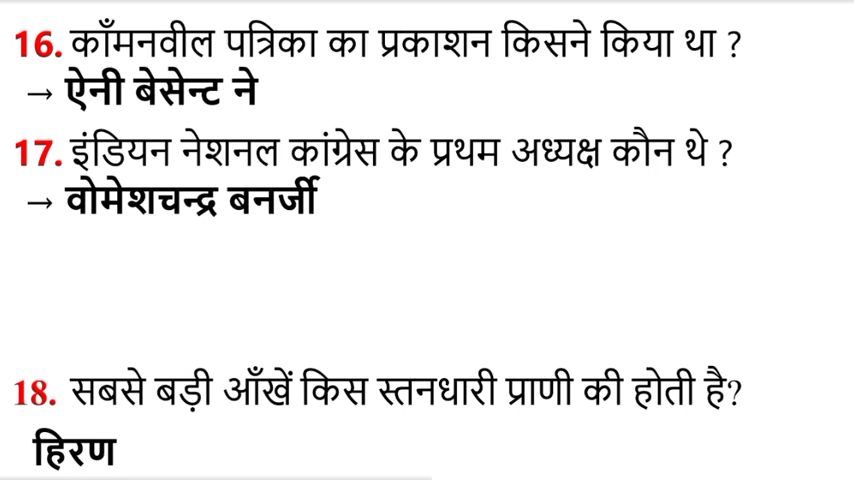 16. काँमनवील पत्रिका का प्रकाशन किसने किया था ?
→ ऐनी बेसेन्ट ने
17. इंडियन नेशनल कांग्रेस के प्रथम अध्यक्ष कौन थे ?
→ वोमेशचन्द्र बनर्जी
18. सबसे बड़ी आँखें किस स्तनधारी प्राणी की होती है?
हिरण